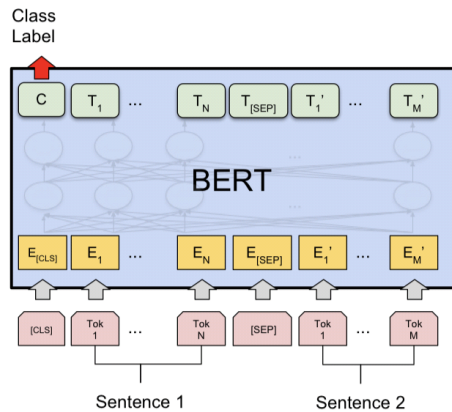 Class
Label
C T1 ... TN T[SEP] T1' ... TM'
...
...
BERT
E[CLS] E1 ... EN E[SEP] E1' ... EM'
[CLS] Tok 1 ... Tok N [SEP] Tok 1 ... Tok M
Sentence 1 Sentence 2